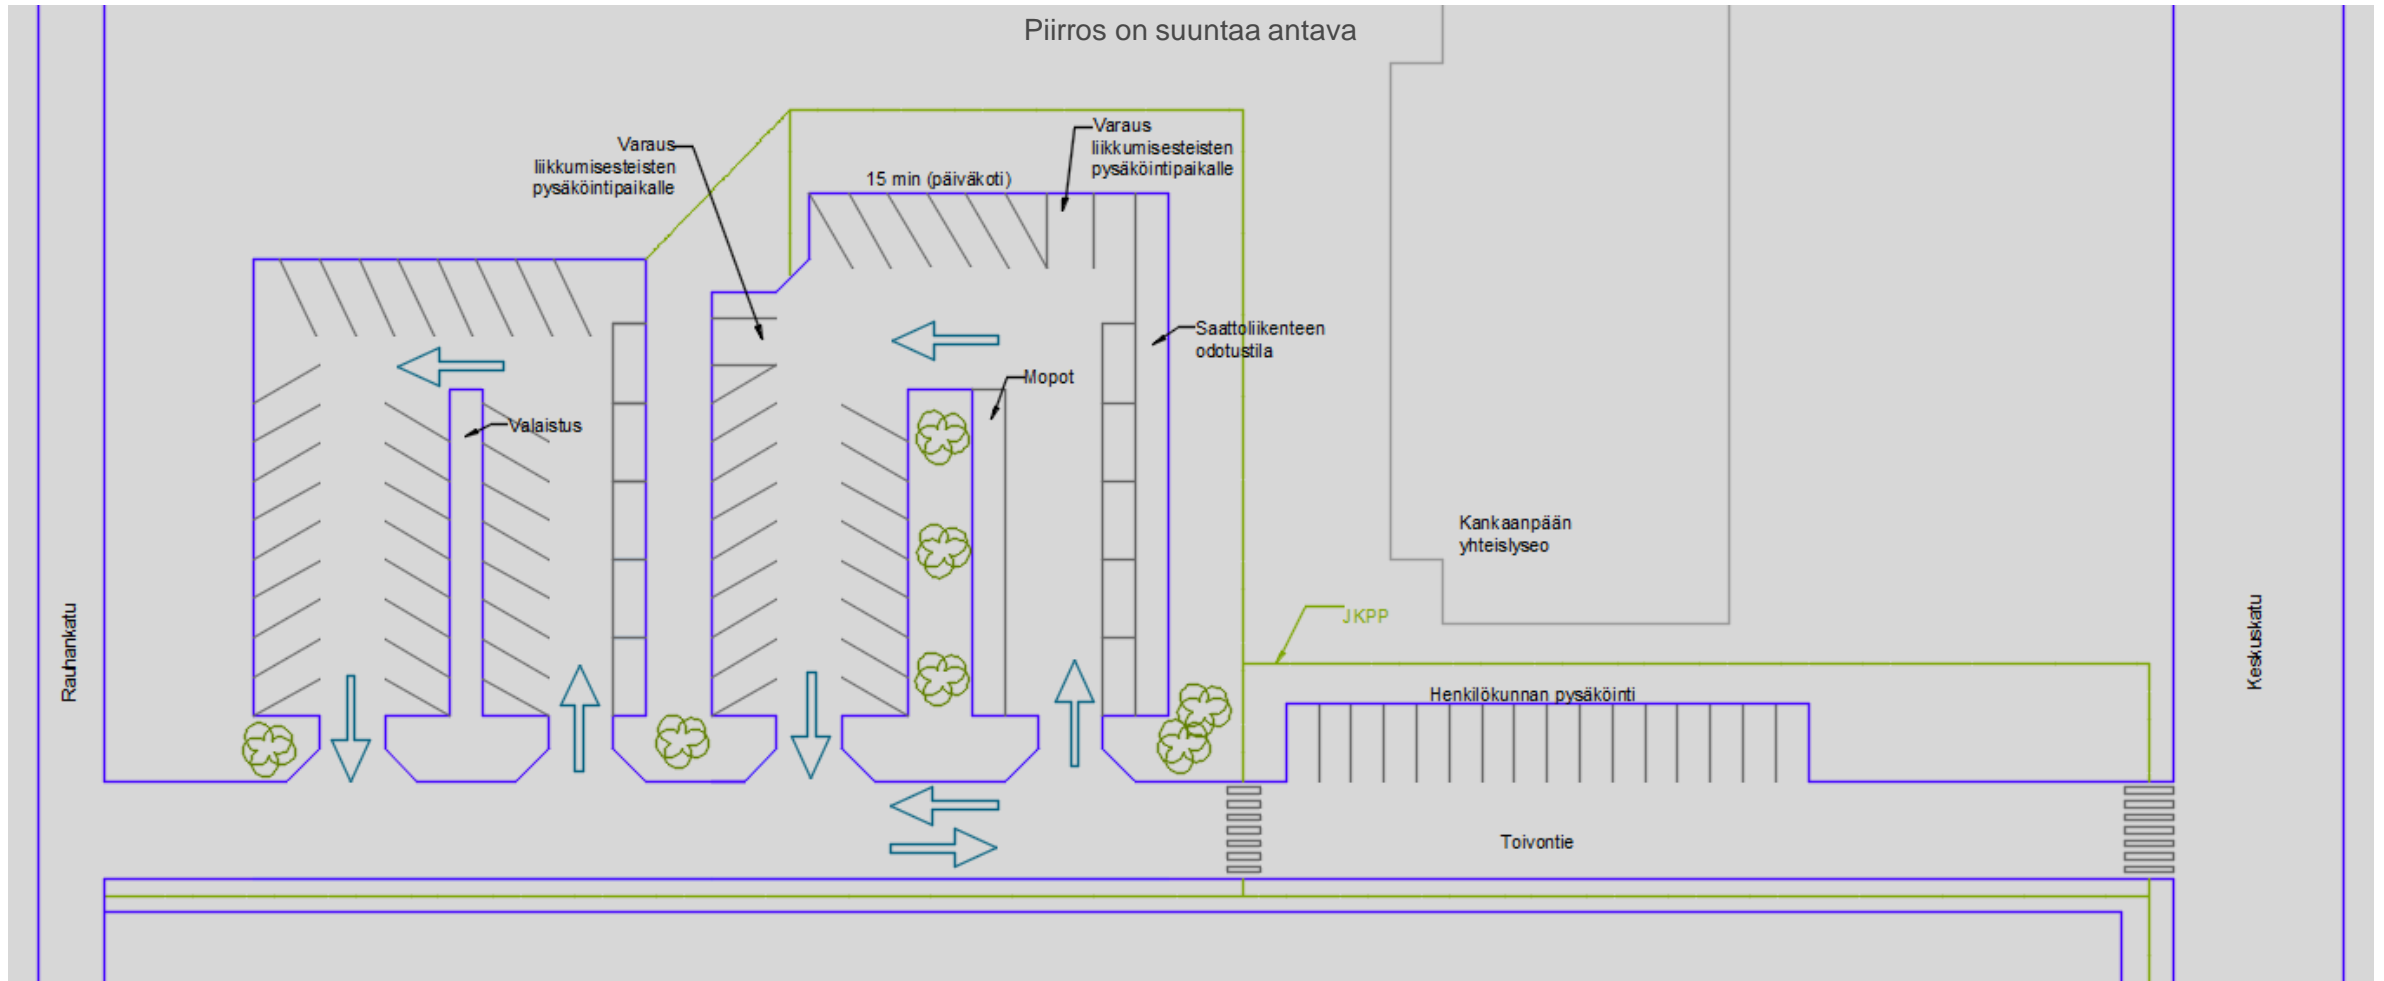 Piirros on suuntaa antava
Varaus
liikkumisesteisten
pysäköintipaikalle
Varaus
liikkumisesteisten
pysäköintipaikalle
15 min (päiväkoti)
Saattoliikenteen
odotustila
Mopot
Valaistus
Kankaanpään
yhteislyseo
JKPP
Rauhankatu
Keskuskatu
Henkilökunnan pysäköinti
Toivontie